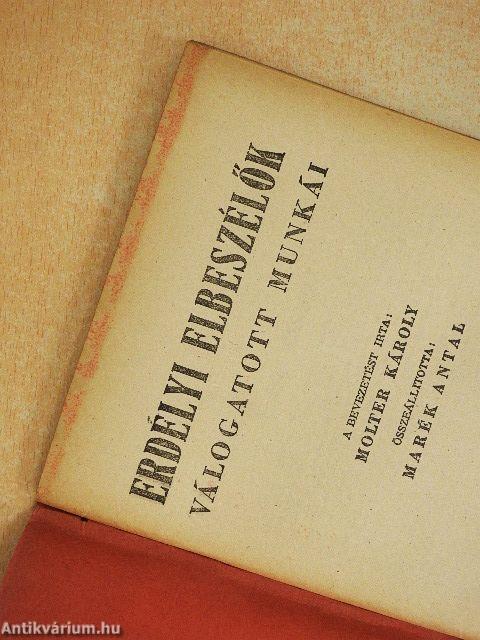 ERDÉLYI ELBESZÉLŐK
VÁLOGATOTT MUNKÁI
A BEVEZETÉST IRTA:
MOLTER KÁROLY
ÖSSZEÁLLITOTTA:
MARÉK ANTAL
Antikvárium.hu